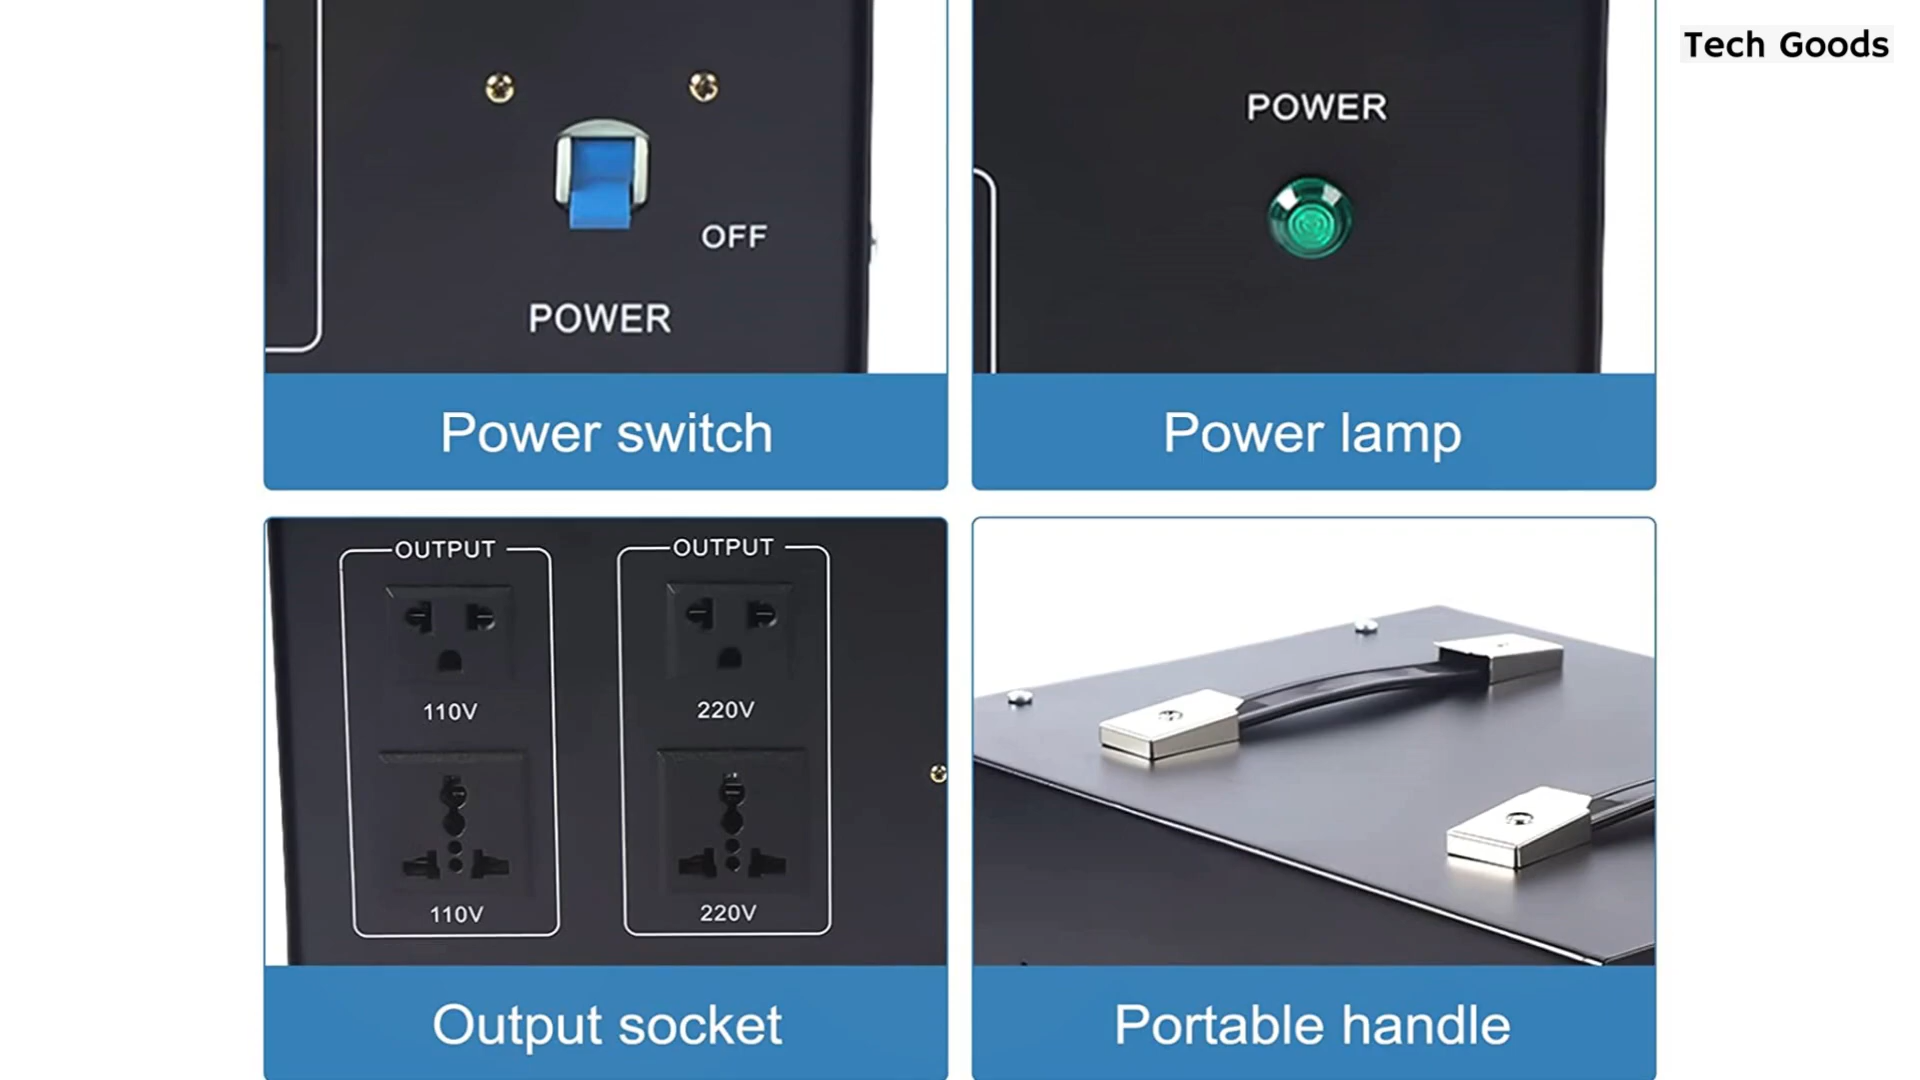 Tech Goods
OFF
POWER
Power switch
POWER
Power lamp
OUTPUT
110V
110V
OUTPUT
220V
220V
Output socket
Portable handle